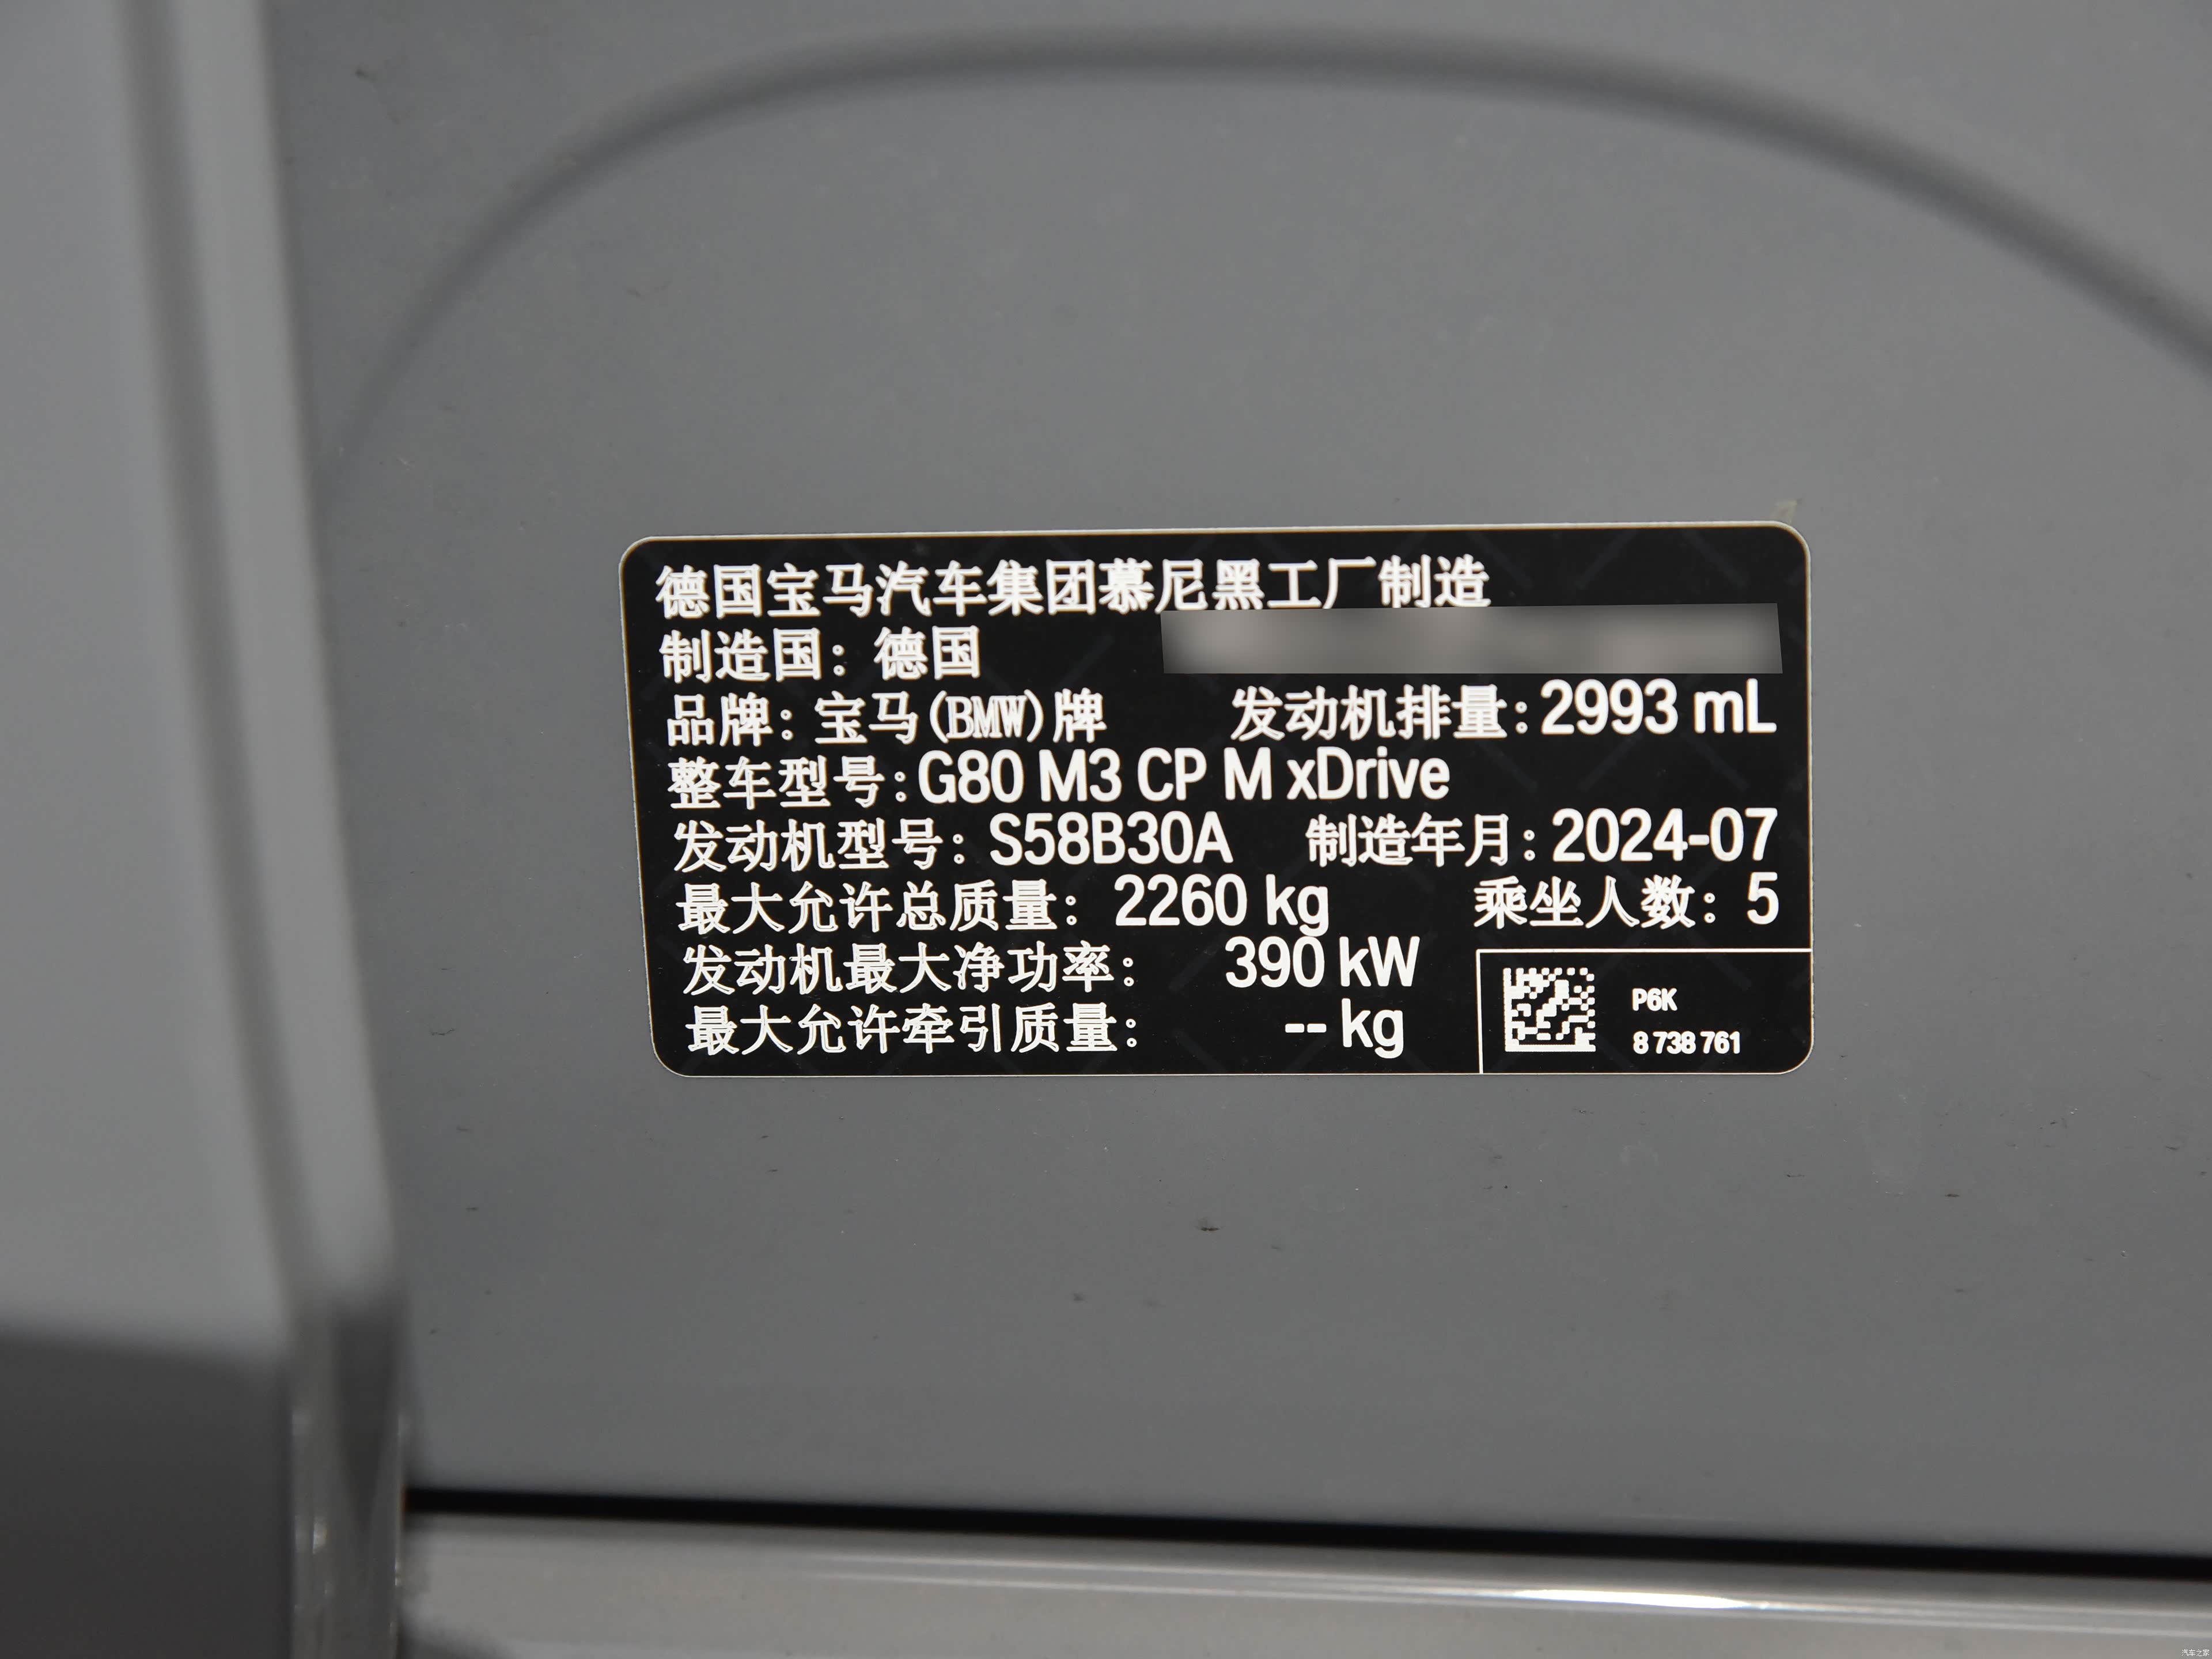 德国宝马汽车集团慕尼黑工厂制造
制造国：德国
品牌：宝马(BMW)牌 发动机排量:2993 mL
整车型号:G80 M3 CP M xDrive
发动机型号：S58B30A 制造年月:2024-07
最大允许总质量：2260 kg 乘坐人数：5
发动机最大净功率： 390 kW
最大允许牵引质量： -- kg
P6K
8 738 761
汽车之家